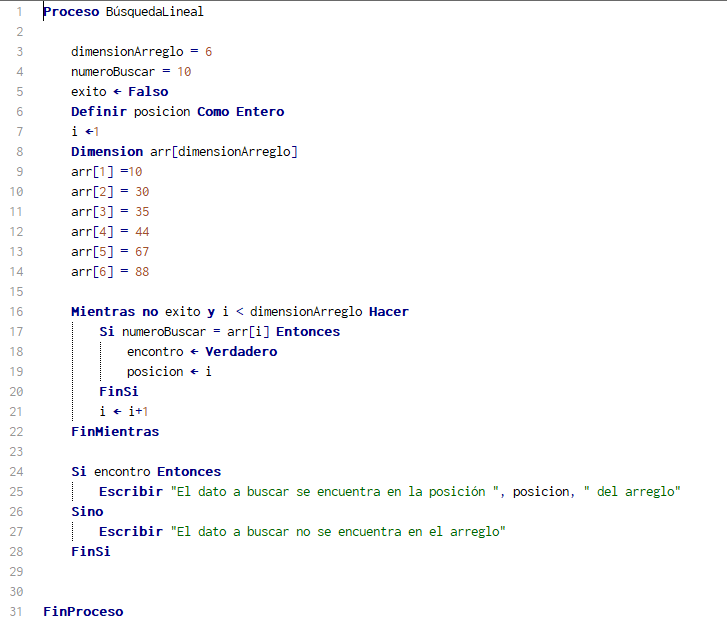 1 Proceso BúsquedaLineal
2
3 dimensionArreglo = 6
4 numeroBuscar = 10
5 exito ← Falso
6 Definir posicion Como Entero
7 i ←1
8 Dimension arr[dimensionArreglo]
9 arr[1] =10
10 arr[2] = 30
11 arr[3] = 35
12 arr[4] = 44
13 arr[5] = 67
14 arr[6] = 88
15
16 Mientras no exito y i < dimensionArreglo Hacer
17 Si numeroBuscar = arr[i] Entonces
18 encontro ← Verdadero
19 posicion ← i
20 FinSi
21 i ← i+1
22 FinMientras
23
24 Si encontro Entonces
25 Escribir "El dato a buscar se encuentra en la posición ", posicion, " del arreglo"
26 Sino
27 Escribir "El dato a buscar no se encuentra en el arreglo"
28 FinSi
29
30
31 FinProceso